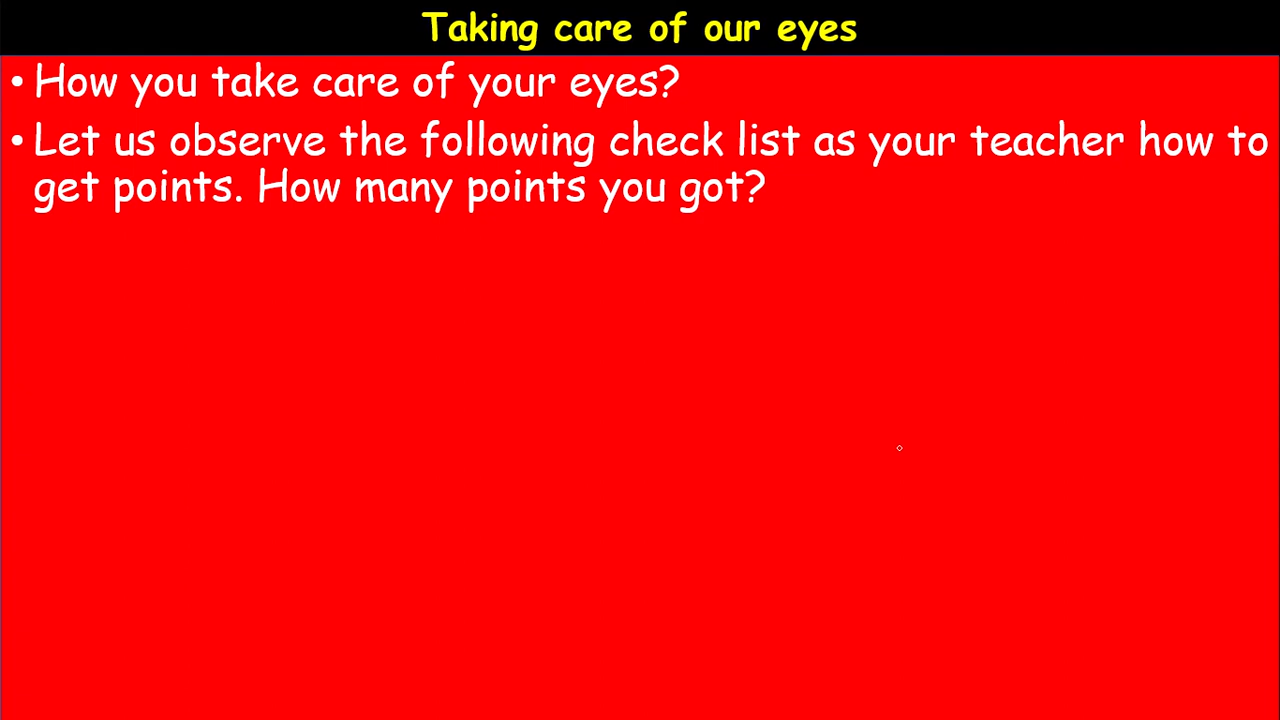 Taking care of our eyes
• How you take care of your eyes?
• Let us observe the following check list as your teacher how to
get points. How many points you got?